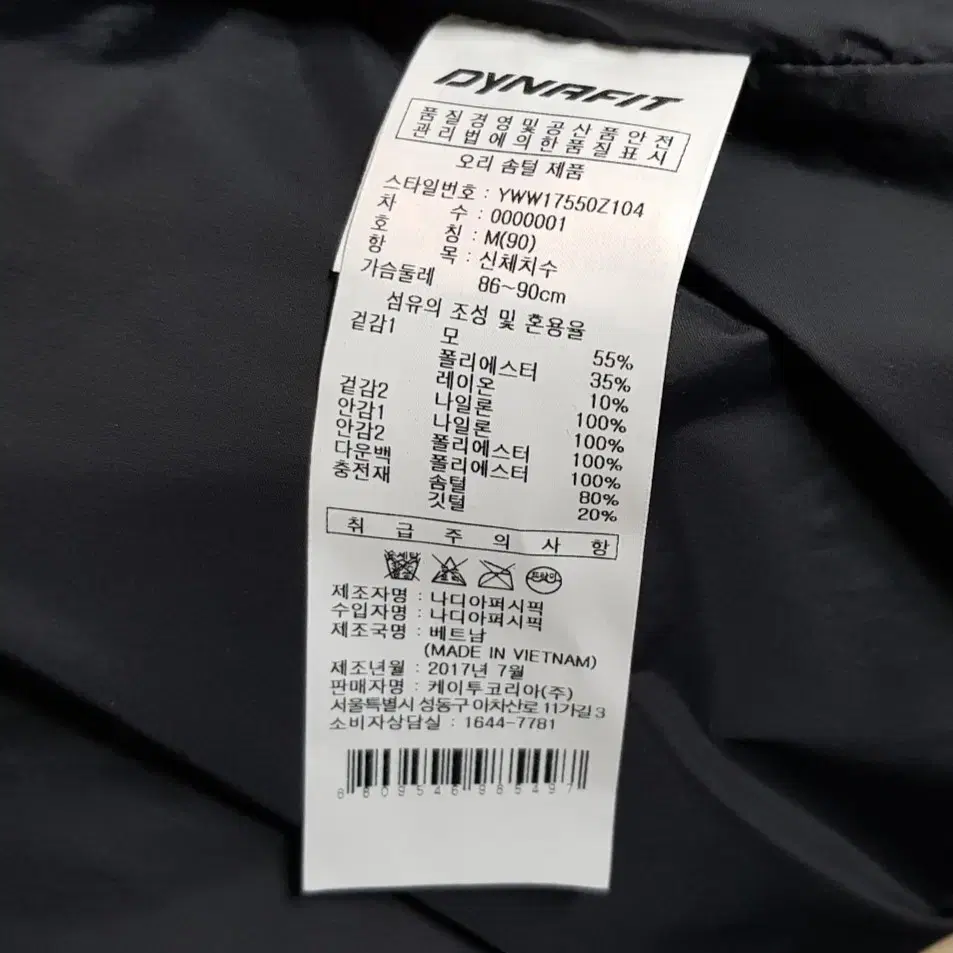 DYNAFIT
품질경영및공산품안전
관리법에의한품질표시
오리 솜털 제품
스타일번호 : YWW17550Z104
차 수 : 0000001
호 칭 : M(90)
항 목 : 신체치수
가슴둘레 86~90cm
섬유의 조성 및 혼용율
겉감1 모 55%
폴리에스터 35%
레이온 10%
겉감2 나일론 100%
안감1 나일론 100%
안감2 폴리에스터 100%
다운백 폴리에스터 100%
충전재 솜털 80%
깃털 20%
취 급 주 의 사 항
드라이
제조자명 : 나디아퍼시픽
수입자명 : 나디아퍼시픽
제조국명 : 베트남
(MADE IN VIETNAM)
제조년월 : 2017년 7월
판매자명 : 케이투코리아(주)
서울특별시 성동구 아차산로 11가길 3
소비자상담실 : 1644-7781